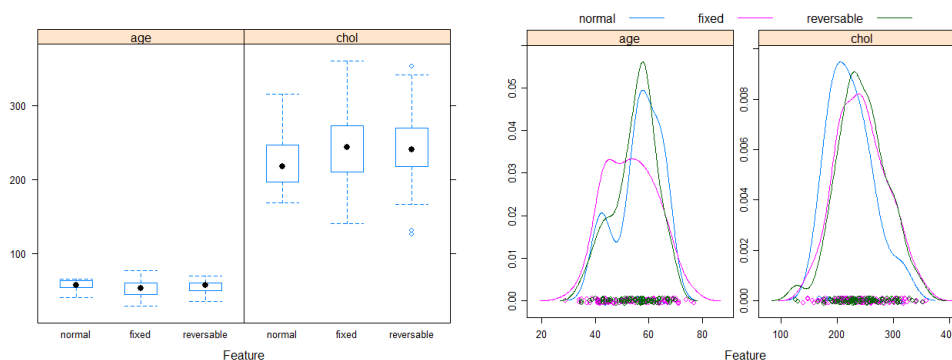 age chol
300
200
100
normal fixed reversable normal fixed reversable
Feature
normal fixed reversable
age chol
0.05
0.04
0.03
0.02
0.01
0.00
20 40 60 80
0.008
0.006
0.004
0.002
0.000
100 200 300 400
Feature